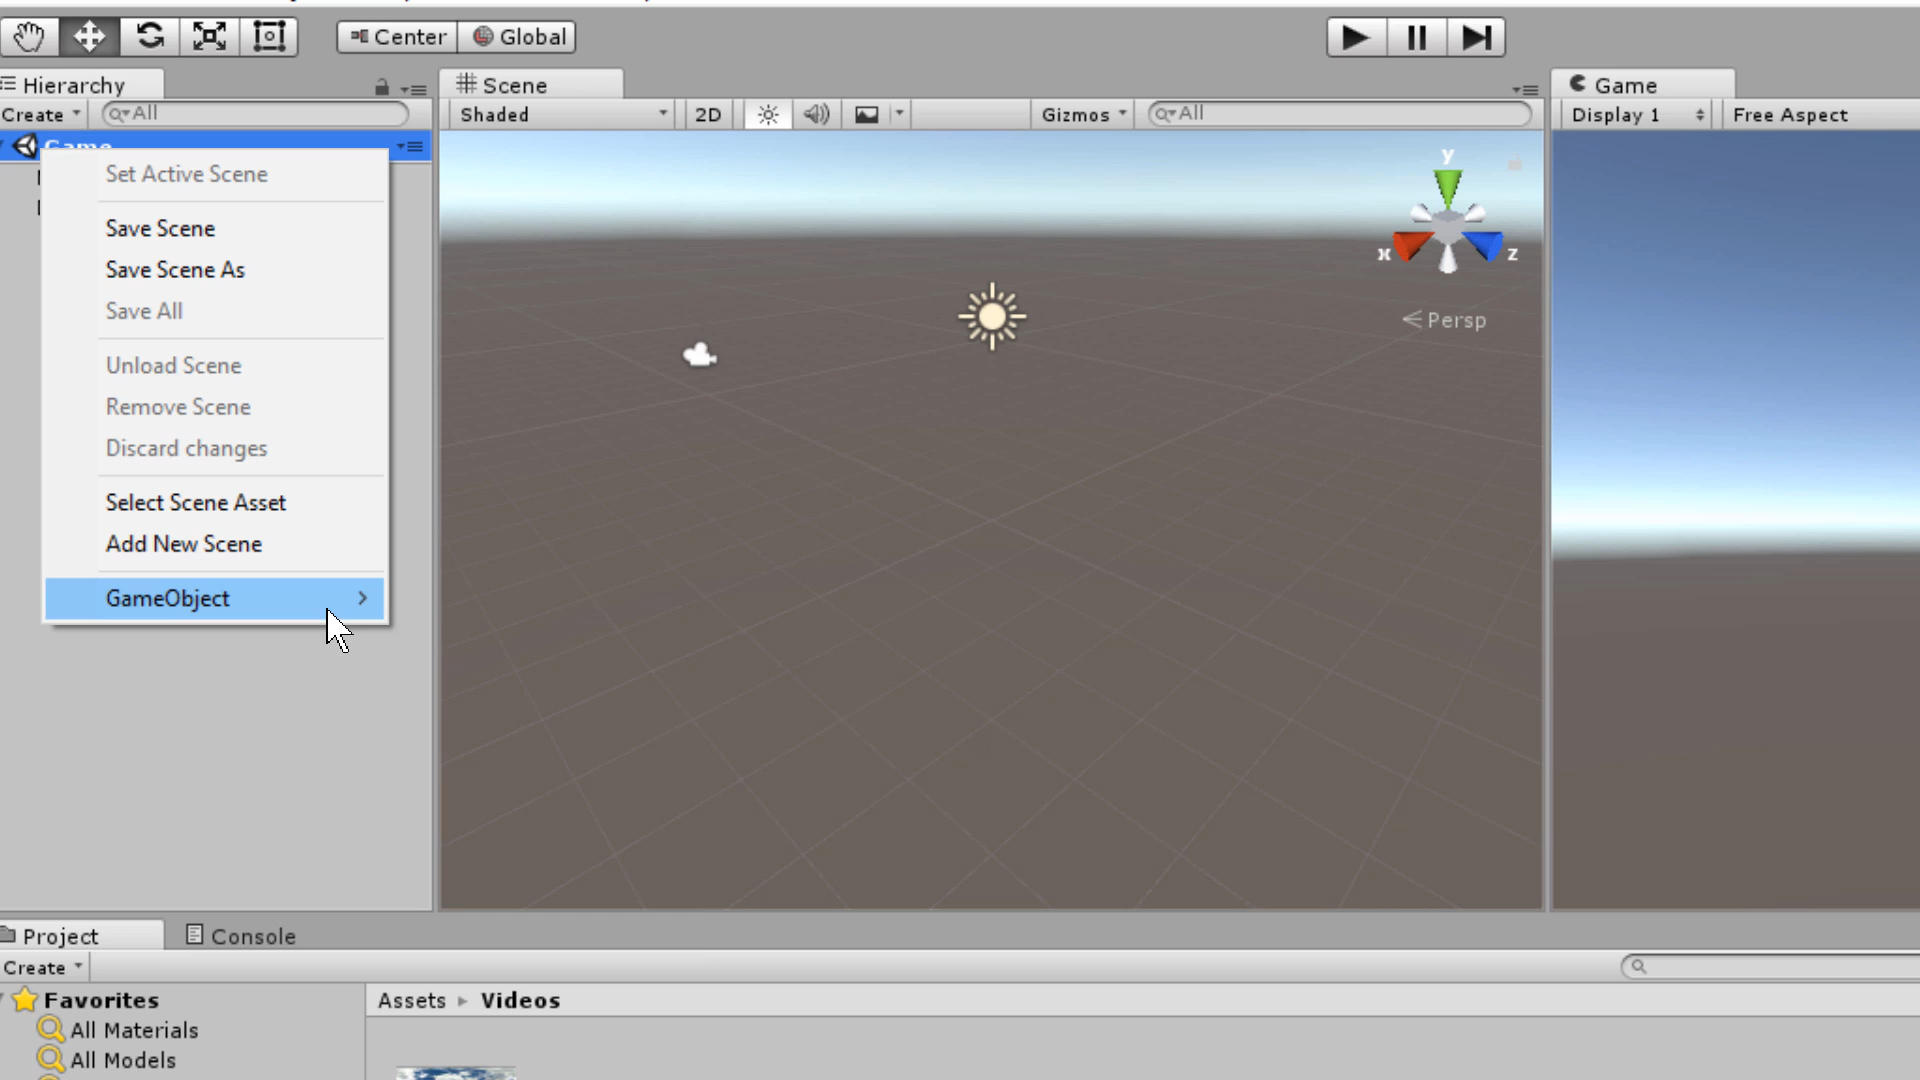 Center
Global
Hierarchy
Create
All
Game
Set Active Scene
Save Scene
Save Scene As
Save All
Unload Scene
Remove Scene
Discard changes
Select Scene Asset
Add New Scene
GameObject
Scene
Shaded
2D
Gizmos
All
y
x
z
Persp
Game
Display 1
Free Aspect
Project
Console
Create
Favorites
All Materials
All Models
Assets
Videos